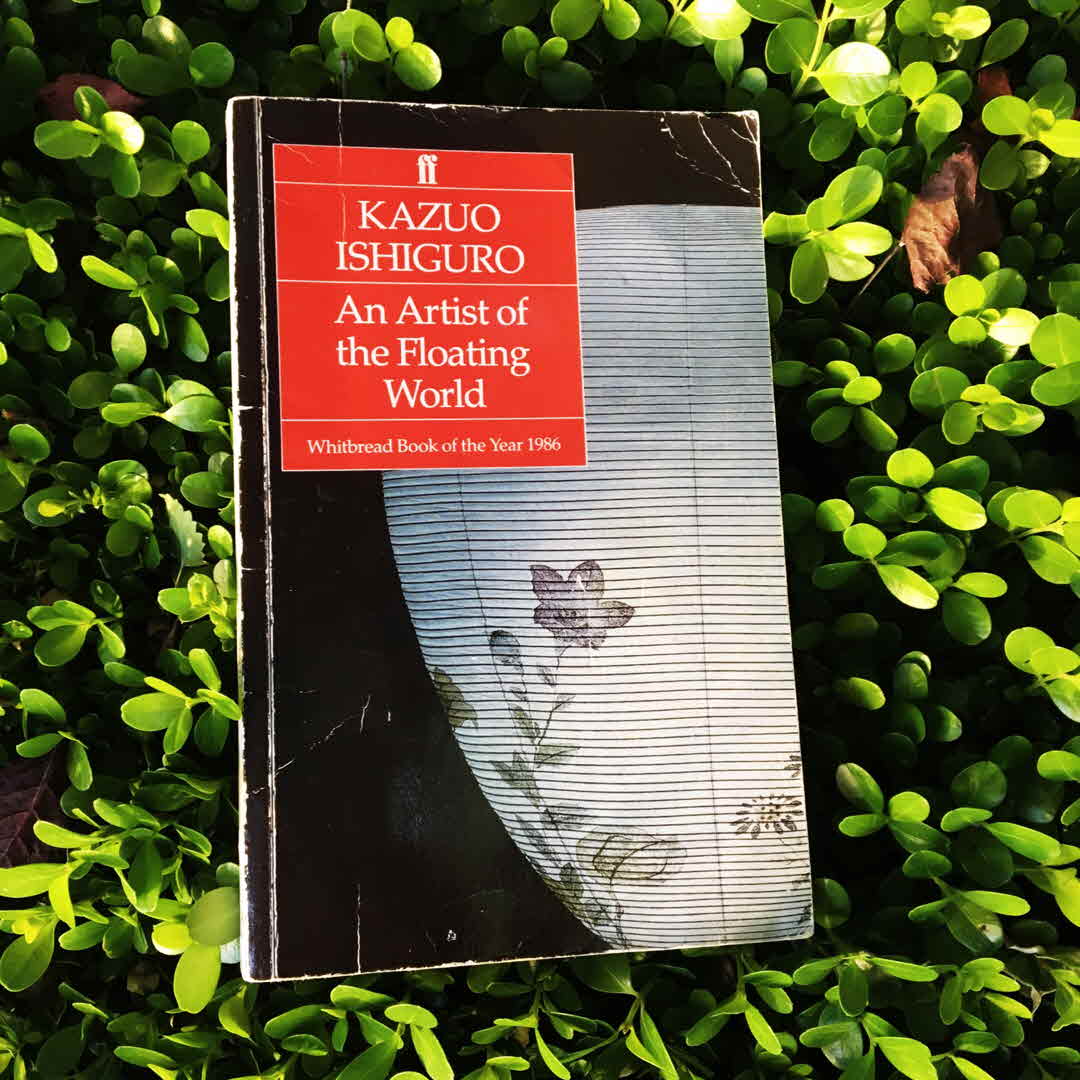 ff
KAZUO
ISHIGURO
An Artist of
the Floating
World
Whitbread Book of the Year 1986